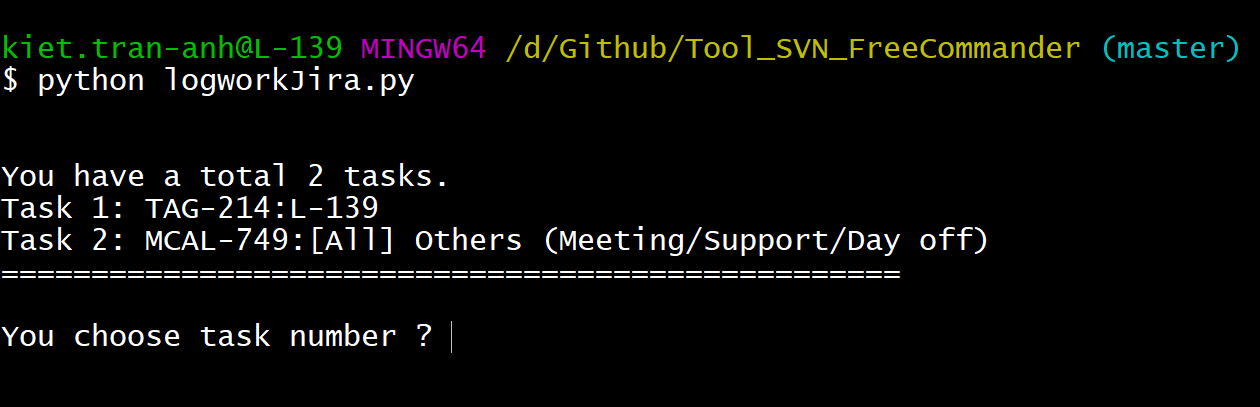 kiet.tran-anh@L-139 MINGW64 /d/Github/Tool_SVN_FreeCommander (master)
$ python logworkJira.py
You have a total 2 tasks.
Task 1: TAG-214:L-139
Task 2: MCAL-749:[All] Others (Meeting/Support/Day off)
==================================================
You choose task number ?